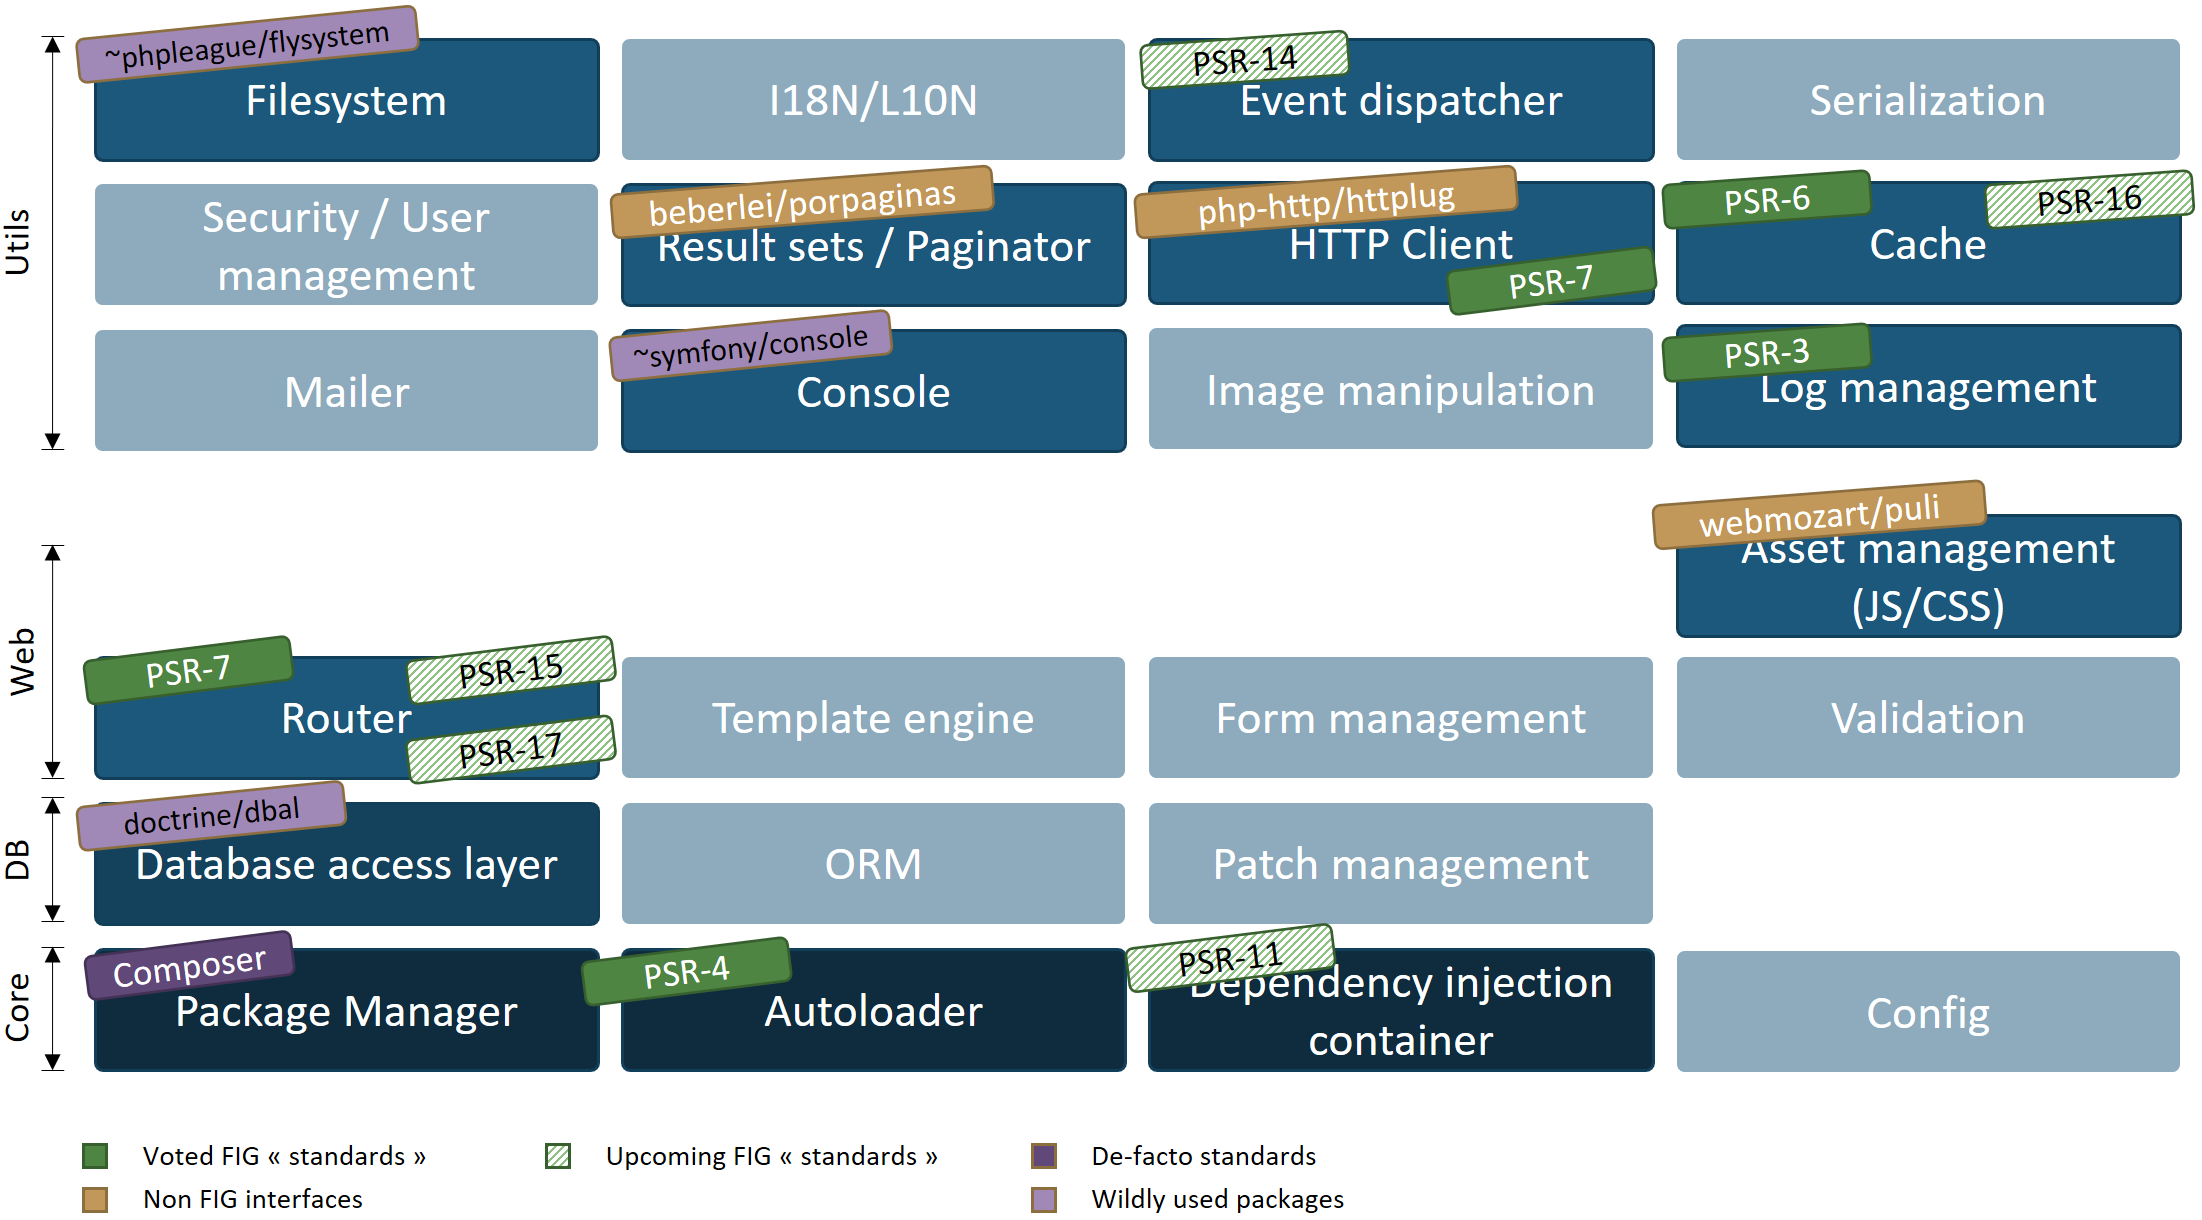 ~phpleague/flysystem
Filesystem
I18N/L10N
PSR-14
Event dispatcher
Serialization
Utils
Security / User
management
beberlei/porpaginas
Result sets / Paginator
php-http/httplug
HTTP Client
PSR-7
PSR-6
PSR-16
Cache
Mailer
~symfony/console
Console
Image manipulation
PSR-3
Log management
webmozart/puli
Asset management
(JS/CSS)
Web
PSR-7
PSR-15
Router
PSR-17
Template engine
Form management
Validation
DB
doctrine/dbal
Database access layer
ORM
Patch management
Core
Composer
Package Manager
PSR-4
Autoloader
PSR-11
Dependency injection
container
Config
Voted FIG « standards »
Upcoming FIG « standards »
De-facto standards
Non FIG interfaces
Wildly used packages